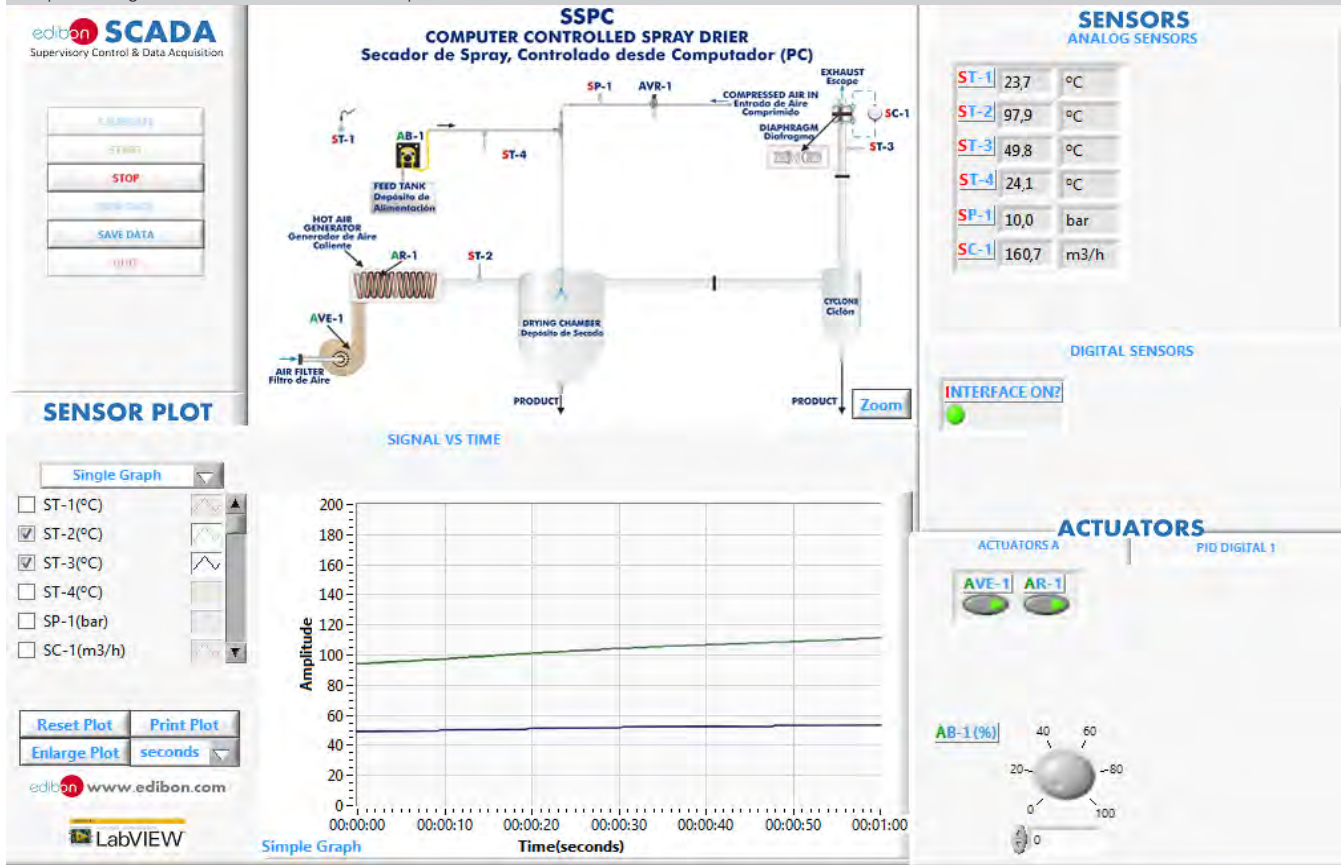 edibon SCADA
Supervisory Control & Data Acquisition
START
STOP
SAVE DATA
QUIT
SSPC
COMPUTER CONTROLLED SPRAY DRIER
Secador de Spray, Controlado desde Computador (PC)
ST-1
AB-1
FEED TANK
Depósito de
Alimentación
ST-4
SP-1
AVR-1
COMPRESSED AIR IN
Entrada de Aire
Comprimido
EXHAUST
Escape
SC-1
DIAPHRAGM
Diafragma
ST-3
HOT AIR
GENERATOR
Generador de Aire
Caliente
AR-1
ST-2
AVE-1
AIR FILTER
Filtro de Aire
DRYING CHAMBER
Depósito de Secado
CYCLONE
Ciclón
PRODUCT
PRODUCT
Zoom
SENSORS
ANALOG SENSORS
ST-1 23,7 ºC
ST-2 97,9 ºC
ST-3 49,8 ºC
ST-4 24,1 ºC
SP-1 10,0 bar
SC-1 160,7 m3/h
DIGITAL SENSORS
INTERFACE ON?
SENSOR PLOT
Single Graph
ST-1(ºC)
ST-2(ºC)
ST-3(ºC)
ST-4(ºC)
SP-1(bar)
SC-1(m3/h)
Reset Plot Print Plot
Enlarge Plot seconds
edibon www.edibon.com
LabVIEW
SIGNAL VS TIME
Amplitude
200
180
160
140
120
100
80
60
40
20
0
00:00:00 00:00:10 00:00:20 00:00:30 00:00:40 00:00:50 00:01:00
Simple Graph Time(seconds)
ACTUATORS
ACTUATORS A PID DIGITAL 1
AVE-1 AR-1
AB-1(%)
40 60
20 80
0 100
0